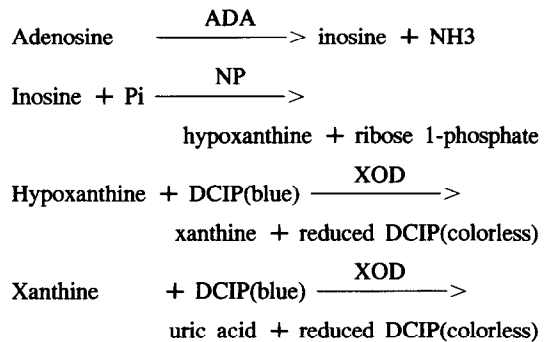 ADA
Adenosine ———> inosine + NH3
NP
Inosine + Pi ———>
hypoxanthine + ribose 1-phosphate
XOD
Hypoxanthine + DCIP(blue) ———>
xanthine + reduced DCIP(colorless)
XOD
Xanthine + DCIP(blue) ———>
uric acid + reduced DCIP(colorless)